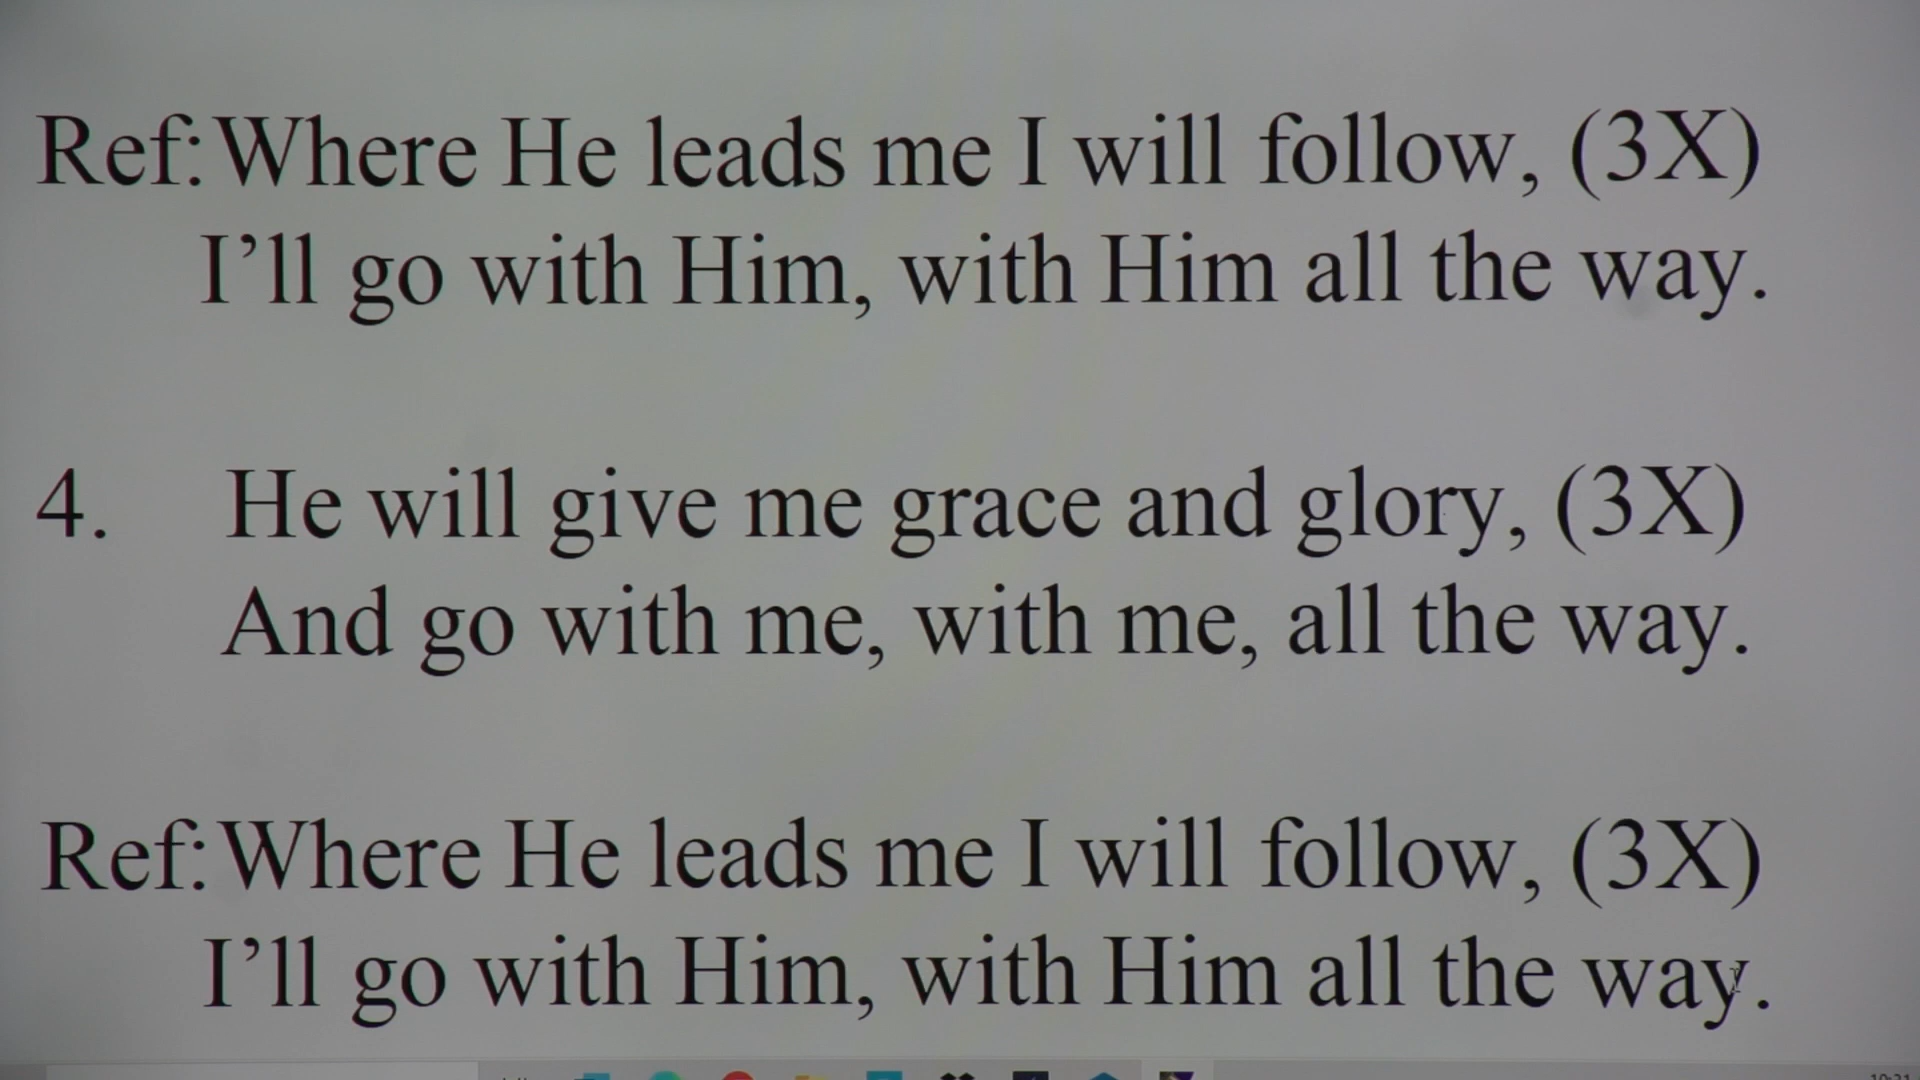 Ref: Where He leads me I will follow, (3X)
I’ll go with Him, with Him all the way.
4. He will give me grace and glory, (3X)
And go with me, with me, all the way.
Ref: Where He leads me I will follow, (3X)
I’ll go with Him, with Him all the way.